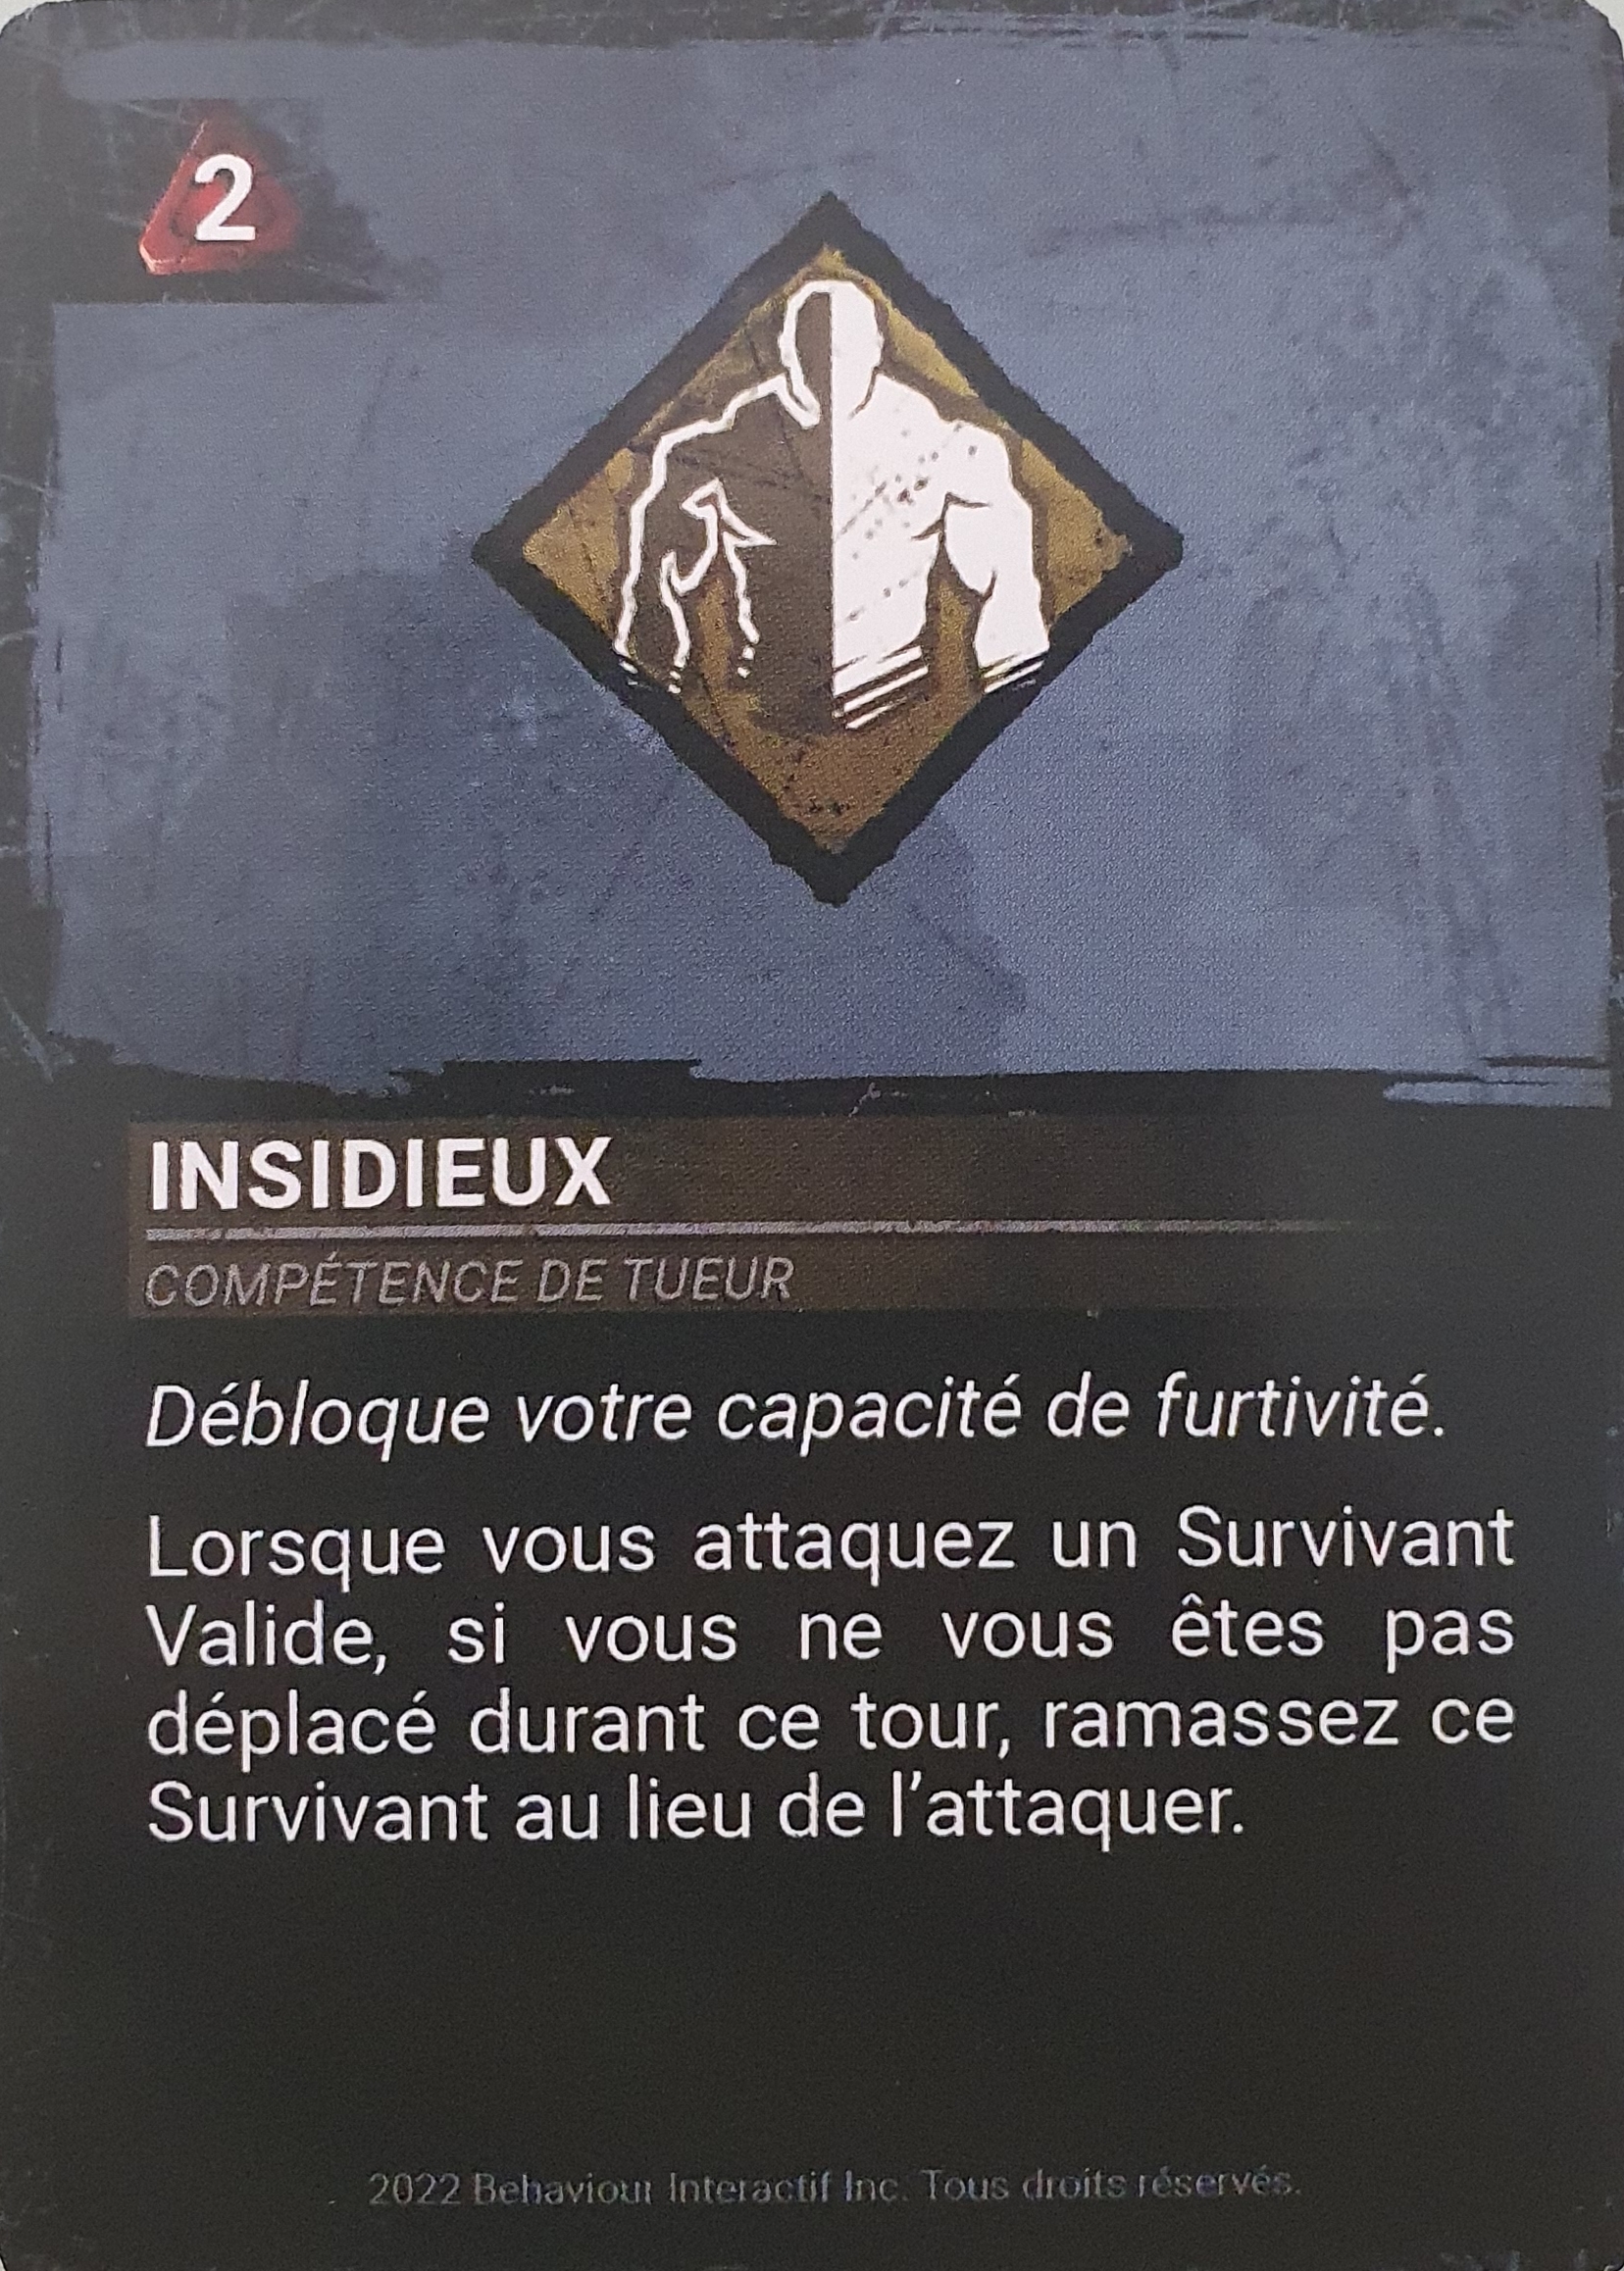 2
INSIDIEUX
COMPÉTENCE DE TUEUR
Débloque votre capacité de furtivité.
Lorsque vous attaquez un Survivant
Valide, si vous ne vous êtes pas
déplacé durant ce tour, ramassez ce
Survivant au lieu de l’attaquer.
2022 Behaviour Interactif Inc. Tous droits réservés.